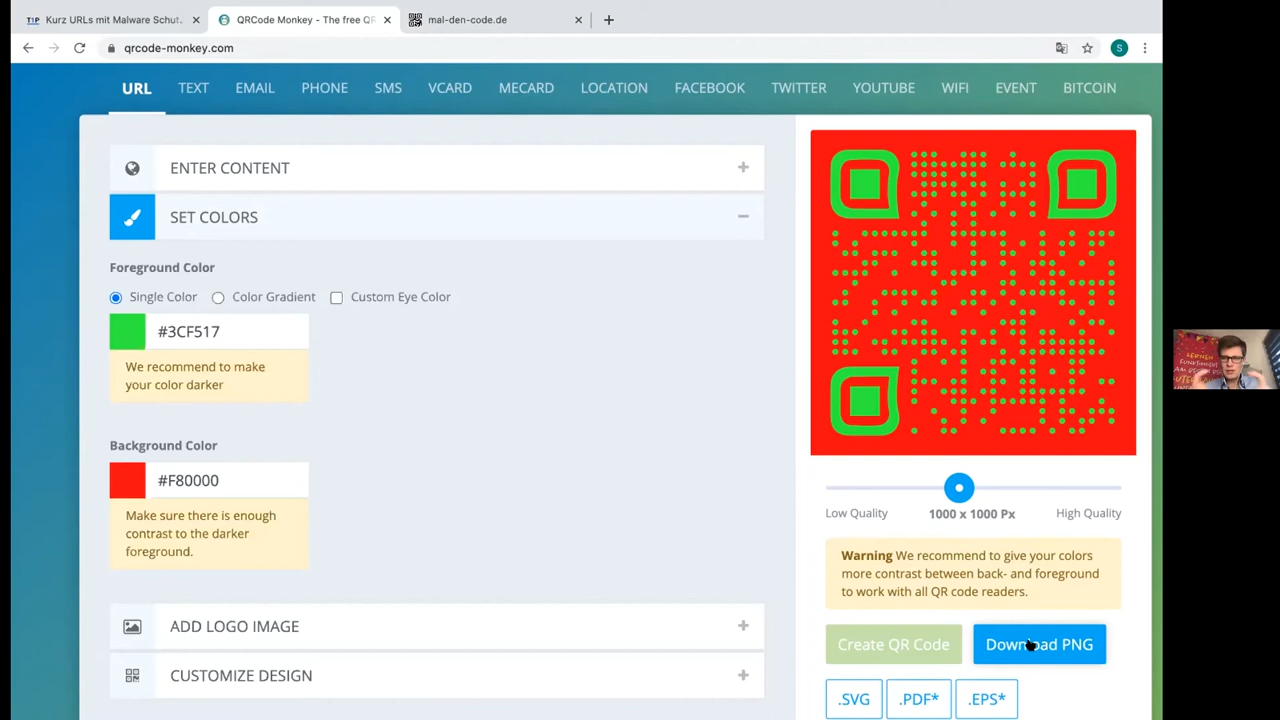 Kurz URLs mit Malware Schut.
QRCode Monkey - The free QR
mal-den-code.de
qrcode-monkey.com
S
URL TEXT EMAIL PHONE SMS VCARD MECARD LOCATION FACEBOOK TWITTER YOUTUBE WIFI EVENT BITCOIN
ENTER CONTENT
SET COLORS
Foreground Color
Single Color Color Gradient Custom Eye Color
#3CF517
We recommend to make
your color darker
Background Color
#F80000
Make sure there is enough
contrast to the darker
foreground.
ADD LOGO IMAGE
CUSTOMIZE DESIGN
Low Quality 1000 x 1000 Px High Quality
Warning We recommend to give your colors
more contrast between back- and foreground
to work with all QR code readers.
Create QR Code Download PNG
.SVG .PDF* .EPS*
LERNEN